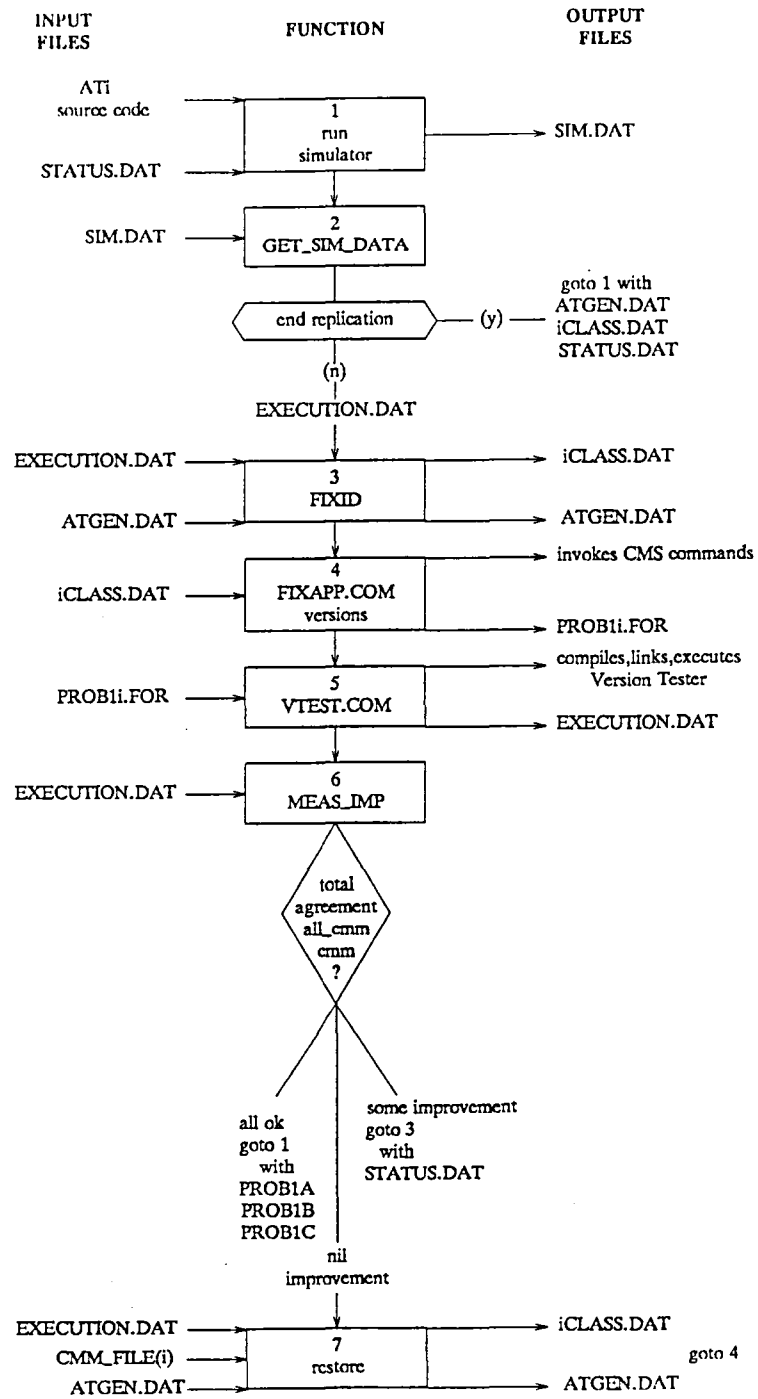 INPUT
FILES
FUNCTION
OUTPUT
FILES
ATi
source code
STATUS.DAT
1
run
simulator
SIM.DAT
SIM.DAT
2
GET_SIM_DATA
end replication
(y)
goto 1 with
ATGEN.DAT
iCLASS.DAT
STATUS.DAT
(n)
EXECUTION.DAT
EXECUTION.DAT
ATGEN.DAT
3
FIXID
iCLASS.DAT
ATGEN.DAT
iCLASS.DAT
4
FIXAPP.COM
versions
invokes CMS commands
PROB1i.FOR
PROB1i.FOR
5
VTEST.COM
compiles,links,executes
Version Tester
EXECUTION.DAT
EXECUTION.DAT
6
MEAS_IMP
total
agreement
all_cmm
cmm
?
all ok
goto 1
with
PROB1A
PROB1B
PROB1C
some improvement
goto 3
with
STATUS.DAT
nil
improvement
EXECUTION.DAT
CMM_FILE(i)
ATGEN.DAT
7
restore
iCLASS.DAT
goto 4
ATGEN.DAT